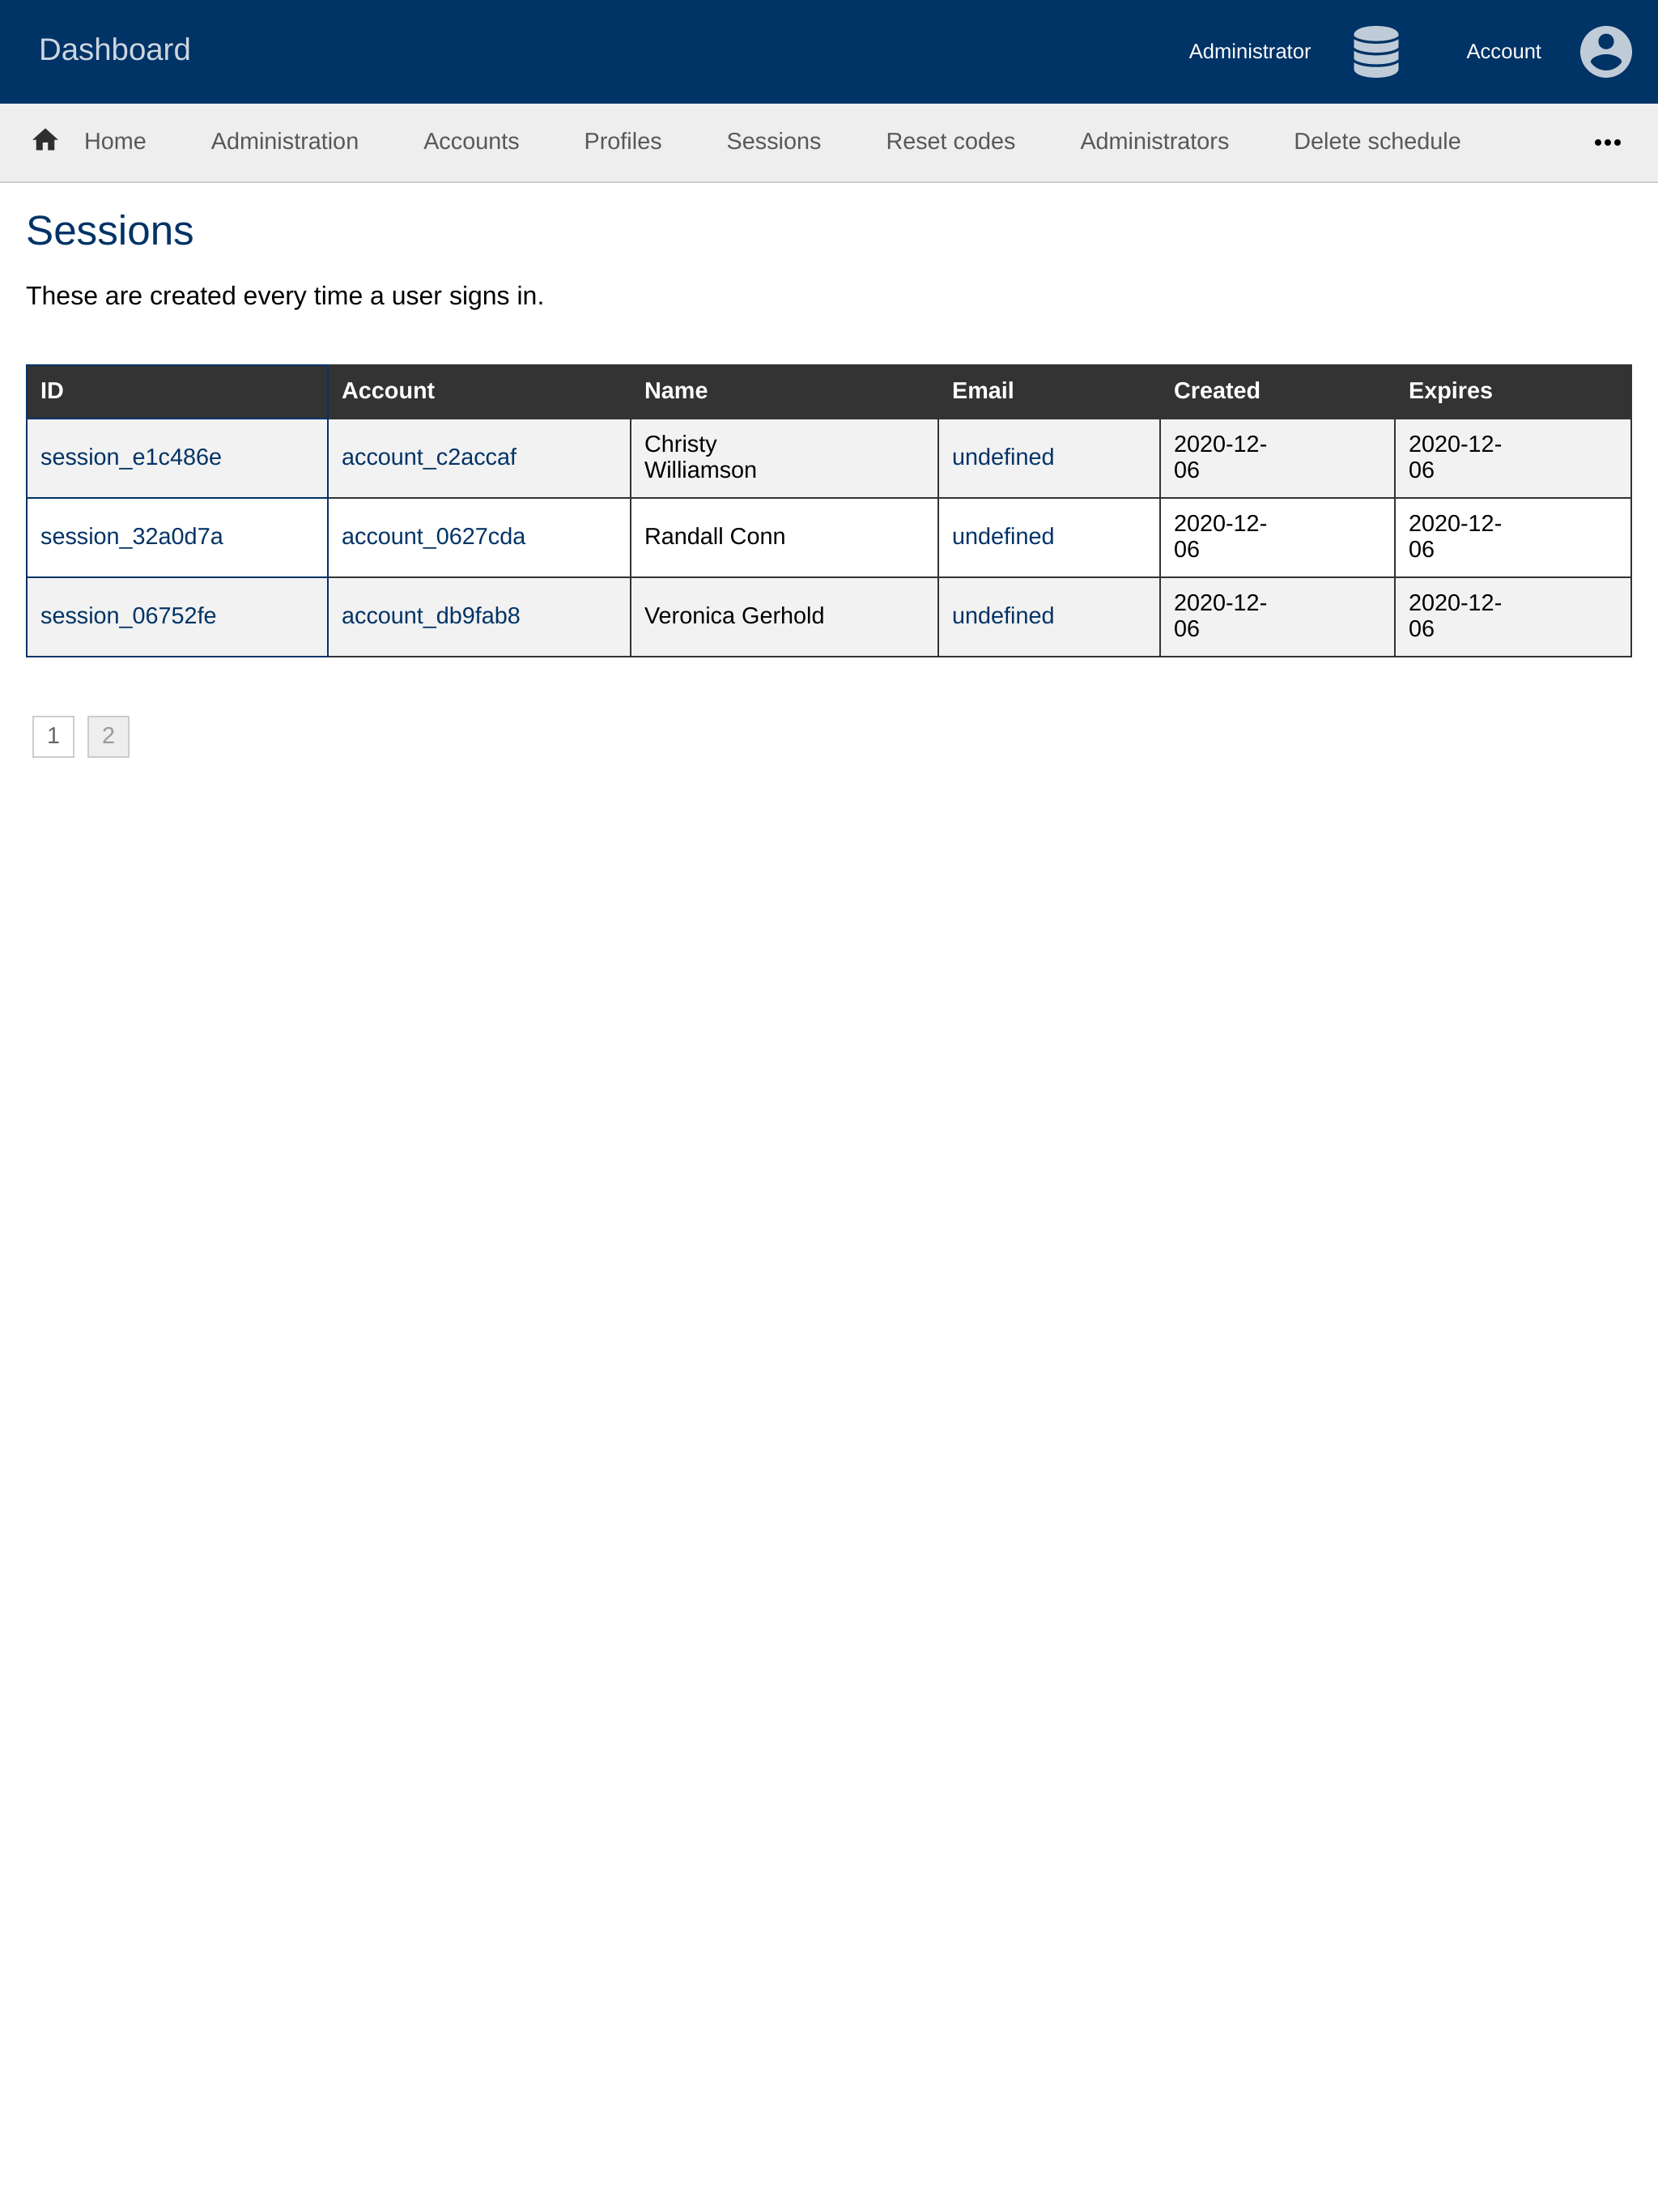 Dashboard
Administrator
Account
Home
Administration
Accounts
Profiles
Sessions
Reset codes
Administrators
Delete schedule
Sessions
These are created every time a user signs in.
ID
Account
Name
Email
Created
Expires
session_e1c486e
account_c2accaf
Christy
Williamson
undefined
2020-12-
06
2020-12-
06
session_32a0d7a
account_0627cda
Randall Conn
undefined
2020-12-
06
2020-12-
06
session_06752fe
account_db9fab8
Veronica Gerhold
undefined
2020-12-
06
2020-12-
06
1
2